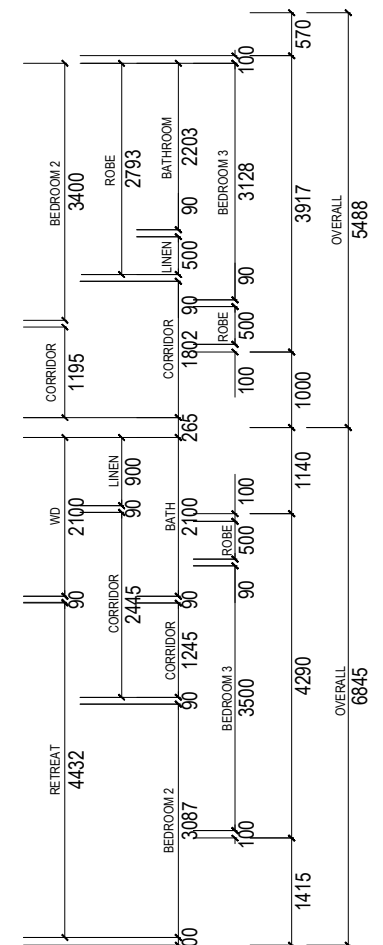 570
OVERALL
5488
100
3917
BEDROOM 2
3400
ROBE
2793
BATHROOM
2203
90
LINEN
500
BEDROOM 3
3128
90
ROBE
500
90
CORRIDOR
1802
CORRIDOR
1195
100
1000
265
1140
WD
2100
LINEN
900
90
BATH
2100
100
ROBE
500
90
90
CORRIDOR
2445
90
CORRIDOR
1245
90
BEDROOM 3
3500
4290
OVERALL
6845
RETREAT
4432
BEDROOM 2
3087
100
1415